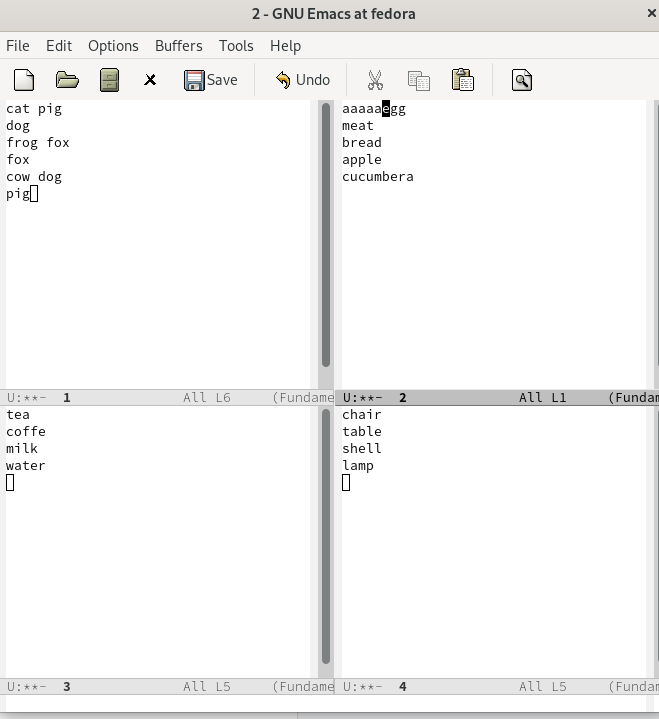 2 - GNU Emacs at fedora
File Edit Options Buffers Tools Help
Save Undo
cat pig
dog
frog fox
fox
cow dog
pig
U:**- 1 All L6 (Fundame
aaaaaegg
meat
bread
apple
cucumbera
U:**- 2 All L1 (Fundam
tea
coffe
milk
water
U:**- 3 All L5 (Fundame
chair
table
shell
lamp
U:**- 4 All L5 (Fundam